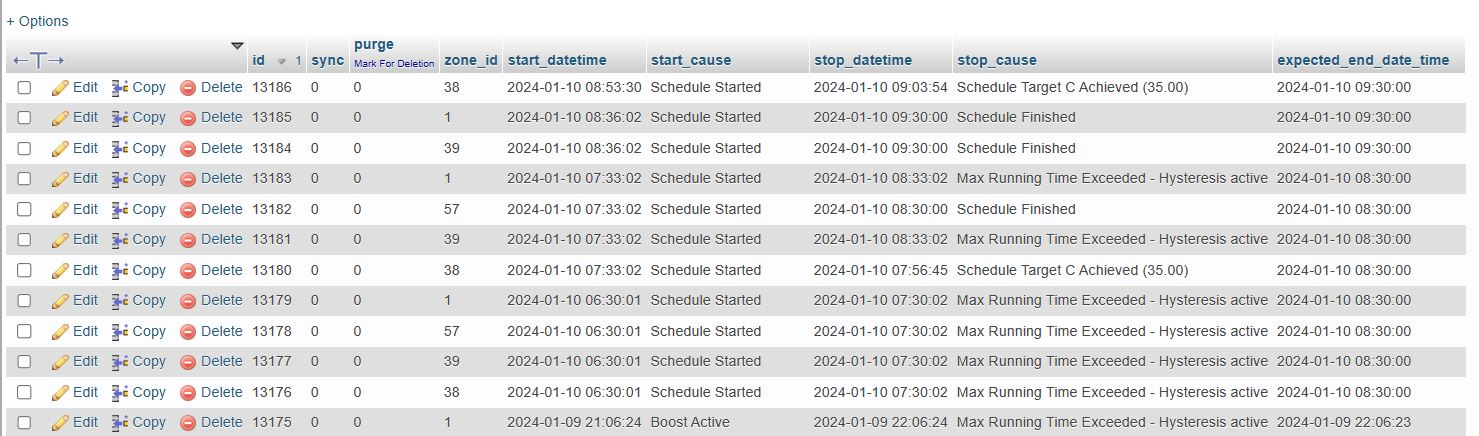 + Options
id 1 sync purge Mark For Deletion zone_id start_datetime start_cause stop_datetime stop_cause expected_end_date_time
Edit Copy Delete 13186 0 0 38 2024-01-10 08:53:30 Schedule Started 2024-01-10 09:03:54 Schedule Target C Achieved (35.00) 2024-01-10 09:30:00
Edit Copy Delete 13185 0 0 1 2024-01-10 08:36:02 Schedule Started 2024-01-10 09:30:00 Schedule Finished 2024-01-10 09:30:00
Edit Copy Delete 13184 0 0 39 2024-01-10 08:36:02 Schedule Started 2024-01-10 09:30:00 Schedule Finished 2024-01-10 09:30:00
Edit Copy Delete 13183 0 0 1 2024-01-10 07:33:02 Schedule Started 2024-01-10 08:33:02 Max Running Time Exceeded - Hysteresis active 2024-01-10 08:30:00
Edit Copy Delete 13182 0 0 57 2024-01-10 07:33:02 Schedule Started 2024-01-10 08:30:00 Schedule Finished 2024-01-10 08:30:00
Edit Copy Delete 13181 0 0 39 2024-01-10 07:33:02 Schedule Started 2024-01-10 08:33:02 Max Running Time Exceeded - Hysteresis active 2024-01-10 08:30:00
Edit Copy Delete 13180 0 0 38 2024-01-10 07:33:02 Schedule Started 2024-01-10 07:56:45 Schedule Target C Achieved (35.00) 2024-01-10 08:30:00
Edit Copy Delete 13179 0 0 1 2024-01-10 06:30:01 Schedule Started 2024-01-10 07:30:02 Max Running Time Exceeded - Hysteresis active 2024-01-10 08:30:00
Edit Copy Delete 13178 0 0 57 2024-01-10 06:30:01 Schedule Started 2024-01-10 07:30:02 Max Running Time Exceeded - Hysteresis active 2024-01-10 08:30:00
Edit Copy Delete 13177 0 0 39 2024-01-10 06:30:01 Schedule Started 2024-01-10 07:30:02 Max Running Time Exceeded - Hysteresis active 2024-01-10 08:30:00
Edit Copy Delete 13176 0 0 38 2024-01-10 06:30:01 Schedule Started 2024-01-10 07:30:02 Max Running Time Exceeded - Hysteresis active 2024-01-10 08:30:00
Edit Copy Delete 13175 0 0 1 2024-01-09 21:06:24 Boost Active 2024-01-09 22:06:24 Max Running Time Exceeded - Hysteresis active 2024-01-09 22:06:23